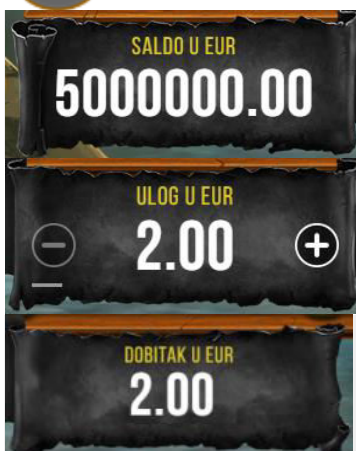 SALDO U EUR
5000000.00
ULOG U EUR
2.00
DOBITAK U EUR
2.00